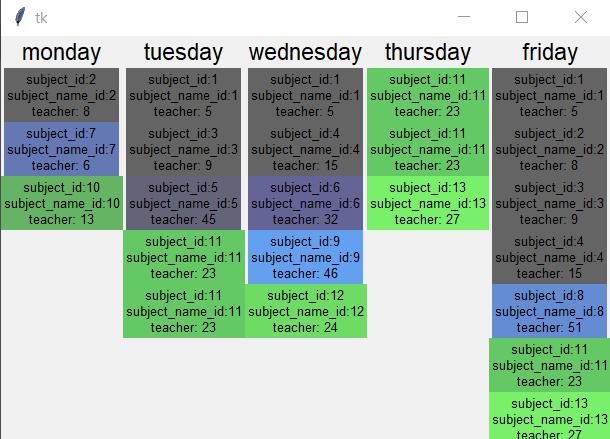 tk
monday
subject_id:2
subject_name_id:2
teacher: 8
subject_id:7
subject_name_id:7
teacher: 6
subject_id:10
subject_name_id:10
teacher: 13
tuesday
subject_id:1
subject_name_id:1
teacher: 5
subject_id:3
subject_name_id:3
teacher: 9
subject_id:5
subject_name_id:5
teacher: 45
subject_id:11
subject_name_id:11
teacher: 23
subject_id:11
subject_name_id:11
teacher: 23
wednesday
subject_id:1
subject_name_id:1
teacher: 5
subject_id:4
subject_name_id:4
teacher: 15
subject_id:6
subject_name_id:6
teacher: 32
subject_id:9
subject_name_id:9
teacher: 46
subject_id:12
subject_name_id:12
teacher: 24
thursday
subject_id:11
subject_name_id:11
teacher: 23
subject_id:11
subject_name_id:11
teacher: 23
subject_id:13
subject_name_id:13
teacher: 27
friday
subject_id:1
subject_name_id:1
teacher: 5
subject_id:2
subject_name_id:2
teacher: 8
subject_id:3
subject_name_id:3
teacher: 9
subject_id:4
subject_name_id:4
teacher: 15
subject_id:8
subject_name_id:8
teacher: 51
subject_id:11
subject_name_id:11
teacher: 23
subject_id:13
subject_name_id:13
teacher: 27